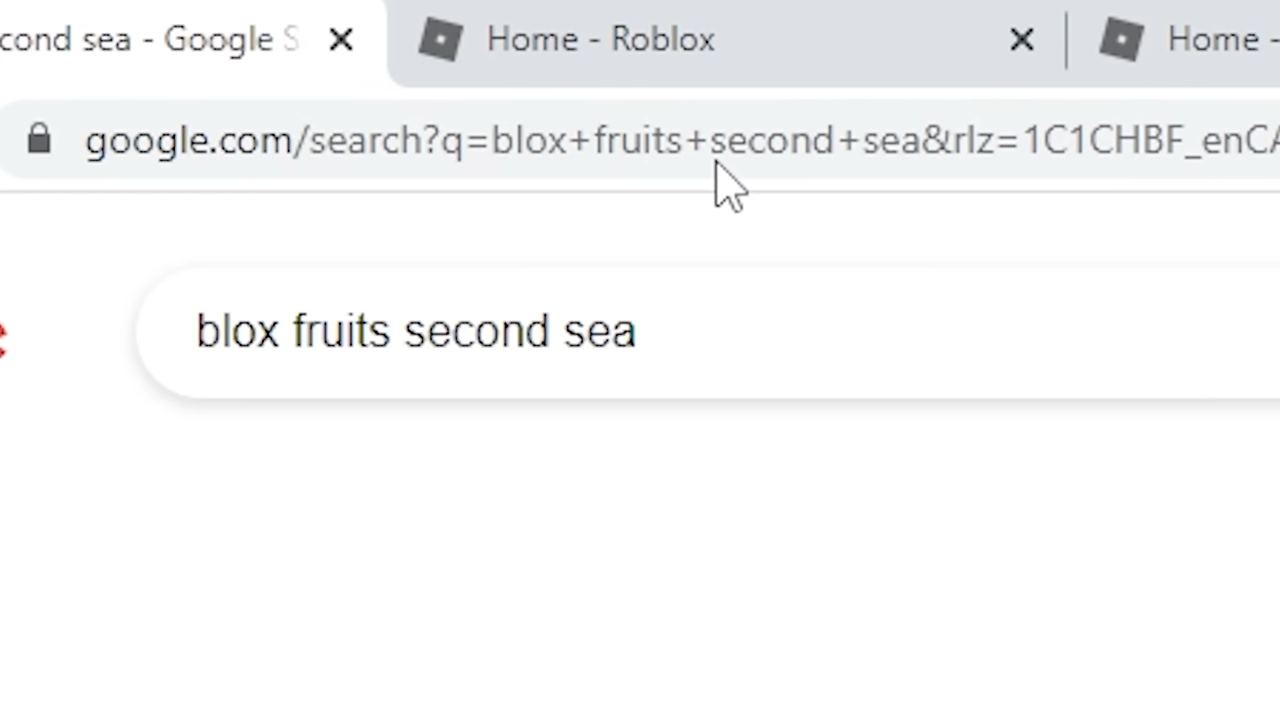 cond sea - Google S Home - Roblox Home -
google.com/search?q=blox+fruits+second+sea&rlz=1C1CHBF_enCA
blox fruits second sea